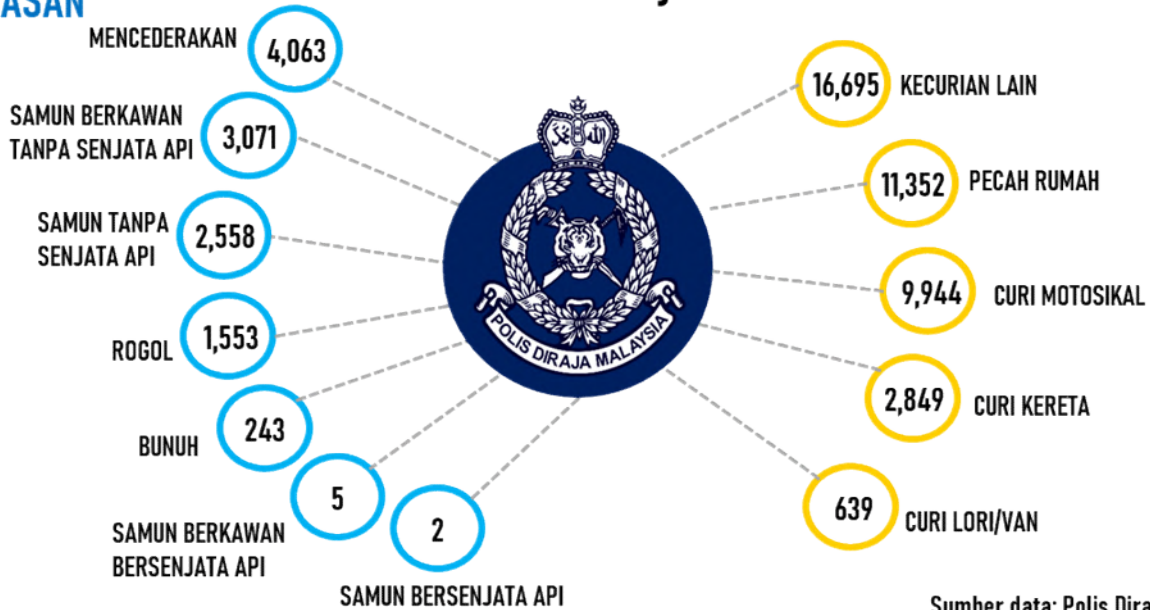 MENCEDERAKAN
4,063
SAMUN BERKAWAN
TANPA SENJATA API
3,071
SAMUN TANPA
SENJATA API
2,558
ROGOL
1,553
BUNUH
243
SAMUN BERKAWAN
BERSENJATA API
5
SAMUN BERSENJATA API
2
POLIS DIRAJA MALAYSIA
16,695
KECURIAN LAIN
11,352
PECAH RUMAH
9,944
CURI MOTOSIKAL
2,849
CURI KERETA
639
CURI LORI/VAN
Sumber data: Polis